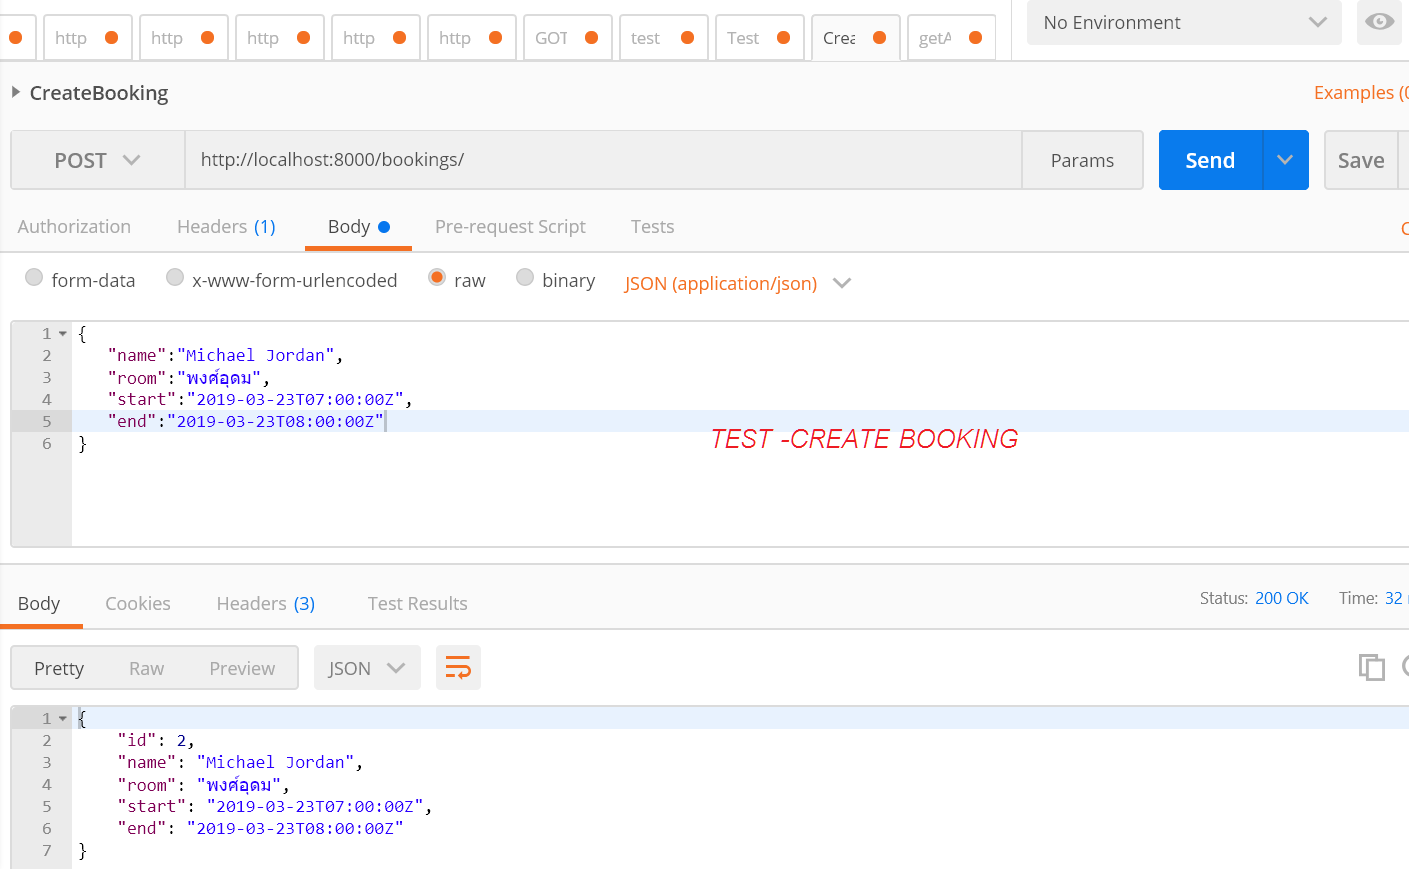 http http http http http GOT test Test Crea getA No Environment
CreateBooking Examples (0
POST http://localhost:8000/bookings/ Params Send Save
Authorization Headers (1) Body Pre-request Script Tests
form-data x-www-form-urlencoded raw binary JSON (application/json)
1 {
2 "name":"Michael Jordan",
3 "room":"พงศ์อุดม",
4 "start":"2019-03-23T07:00:00Z",
5 "end":"2019-03-23T08:00:00Z"
TEST -CREATE BOOKING
6 }
Body Cookies Headers (3) Test Results Status: 200 OK Time: 32
Pretty Raw Preview JSON
1 {
2 "id": 2,
3 "name": "Michael Jordan",
4 "room": "พงศ์อุดม",
5 "start": "2019-03-23T07:00:00Z",
6 "end": "2019-03-23T08:00:00Z"
7 }